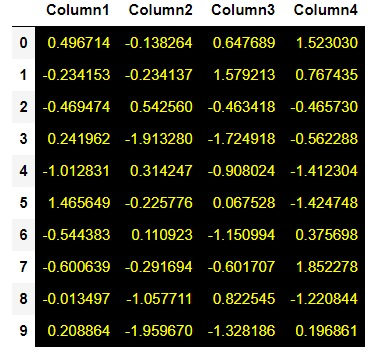 Column1 Column2 Column3 Column4
0 0.496714 -0.138264 0.647689 1.523030
1 -0.234153 -0.234137 1.579213 0.767435
2 -0.469474 0.542560 -0.463418 -0.465730
3 0.241962 -1.913280 -1.724918 -0.562288
4 -1.012831 0.314247 -0.908024 -1.412304
5 1.465649 -0.225776 0.067528 -1.424748
6 -0.544383 0.110923 -1.150994 0.375698
7 -0.600639 -0.291694 -0.601707 1.852278
8 -0.013497 -1.057711 0.822545 -1.220844
9 0.208864 -1.959670 -1.328186 0.196861